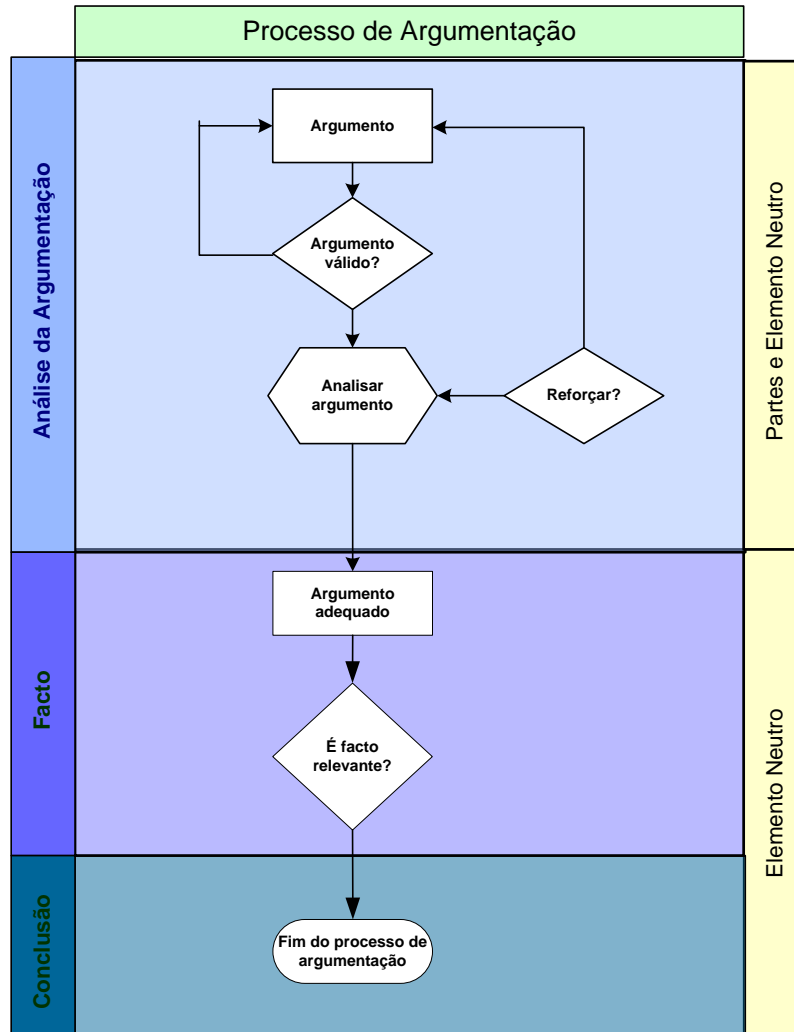 Processo de Argumentação
Análise da Argumentação
Partes e Elemento Neutro
Argumento
Argumento
válido?
Analisar
argumento
Reforçar?
Facto
Elemento Neutro
Argumento
adequado
É facto
relevante?
Conclusão
Fim do processo de
argumentação